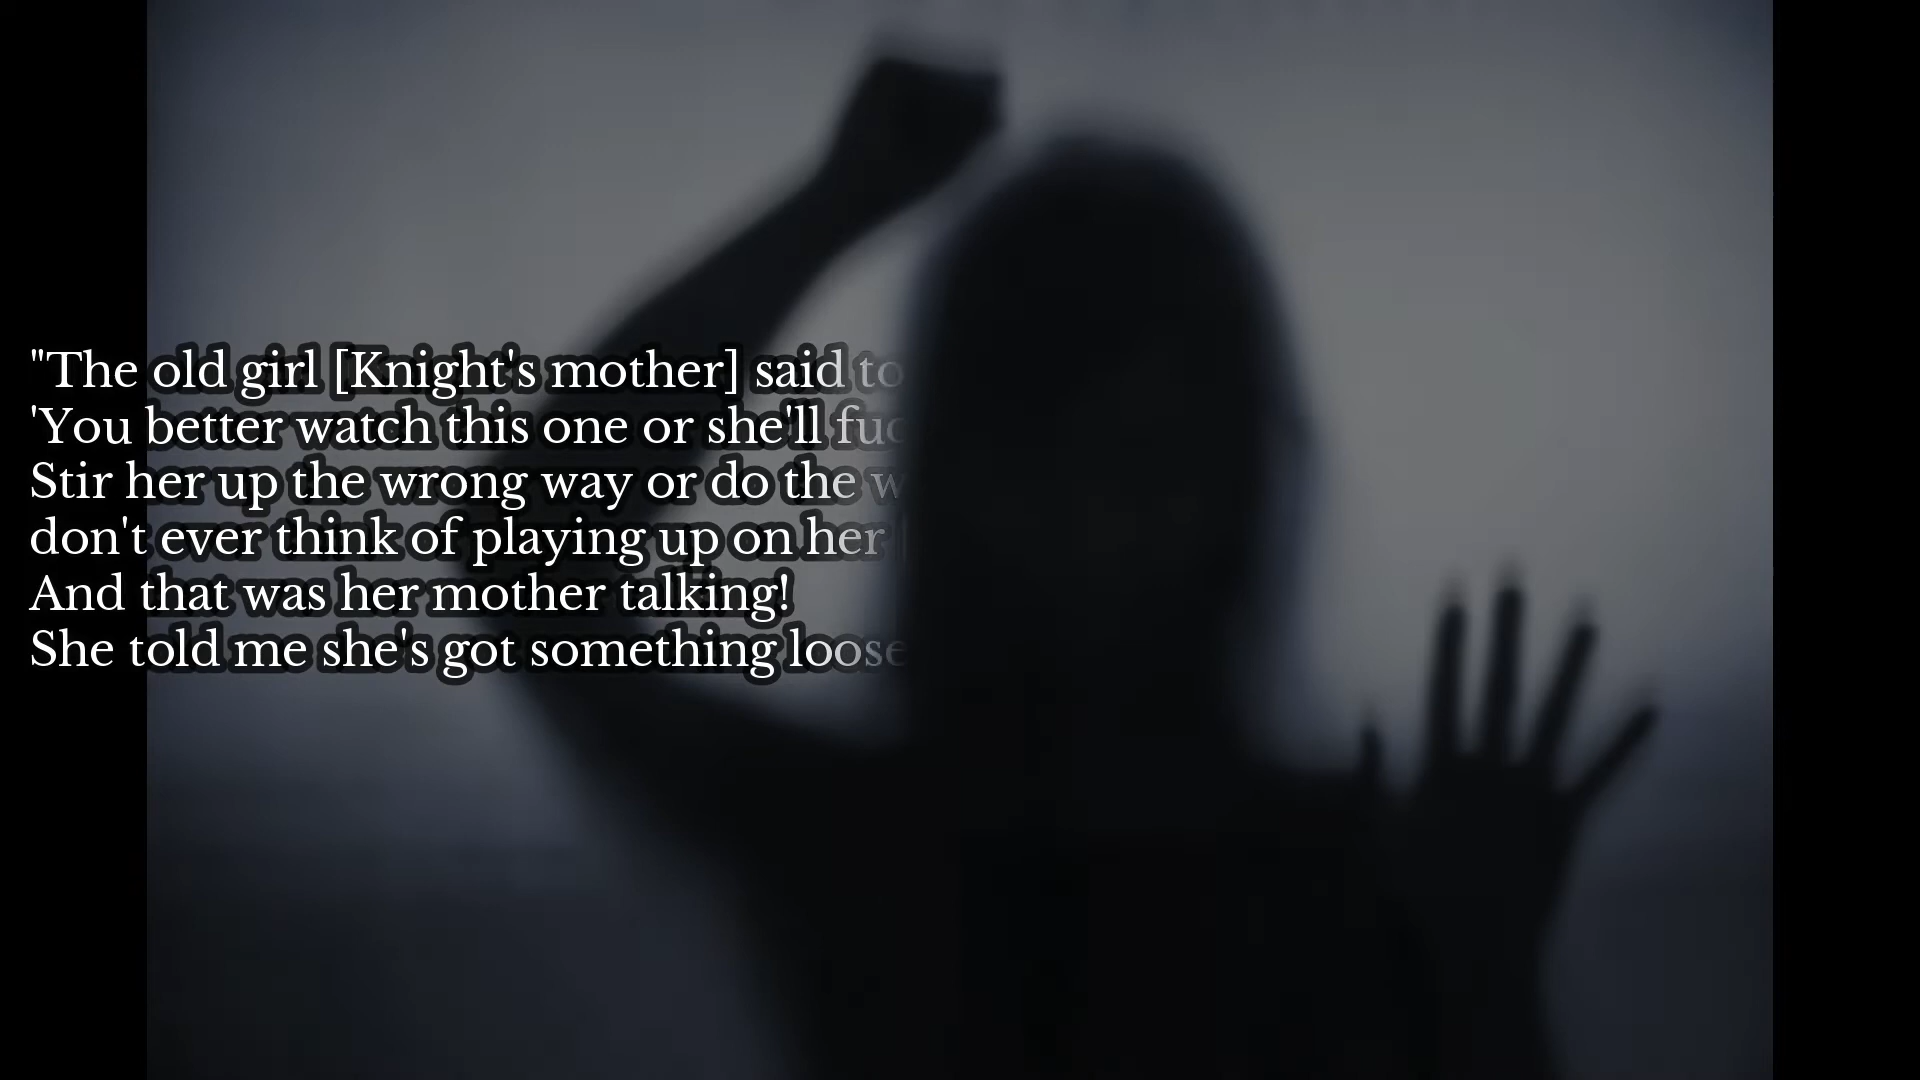 "The old girl [Knight's mother] said to
'You better watch this one or she'll
Stir her up the wrong way or do the
don't ever think of playing up on her
And that was her mother talking!
She told me she's got something loose